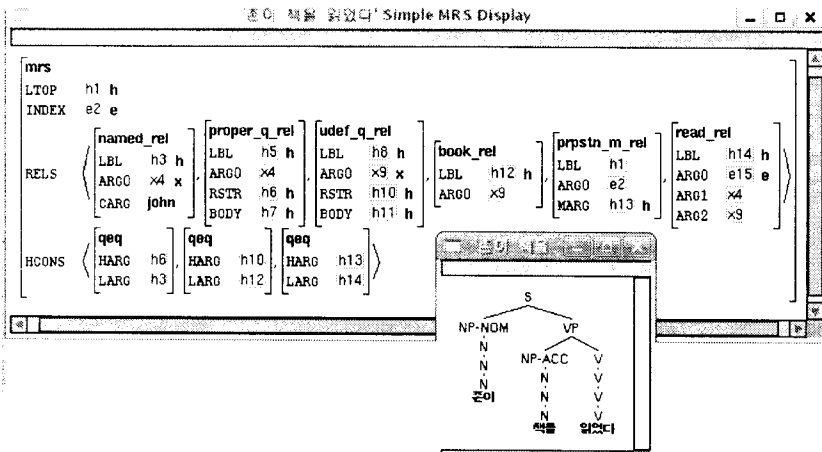 '존이 책을 읽었다' Simple MRS Display
mrs
LTOP h1 h
INDEX e2 e
RELS
named_rel
LBL h3 h
ARG0 x4 x
CARG john
proper_q_rel
LBL h5 h
ARG0 x4
RSTR h6 h
BODY h7 h
udef_q_rel
LBL h8 h
ARG0 x9 x
RSTR h10 h
BODY h11 h
book_rel
LBL h12 h
ARG0 x9
prpstn_m_rel
LBL h1
ARG0 e2
MARG h13 h
read_rel
LBL h14 h
ARG0 e15 e
ARG1 x4
ARG2 x9
HCONS
qeq
HARG h6
LARG h3
qeq
HARG h10
LARG h12
qeq
HARG h13
LARG h14
S
NP-NOM VP
N
NP-ACC V
N
N V
N
존이
N V
N V
책을 읽었다